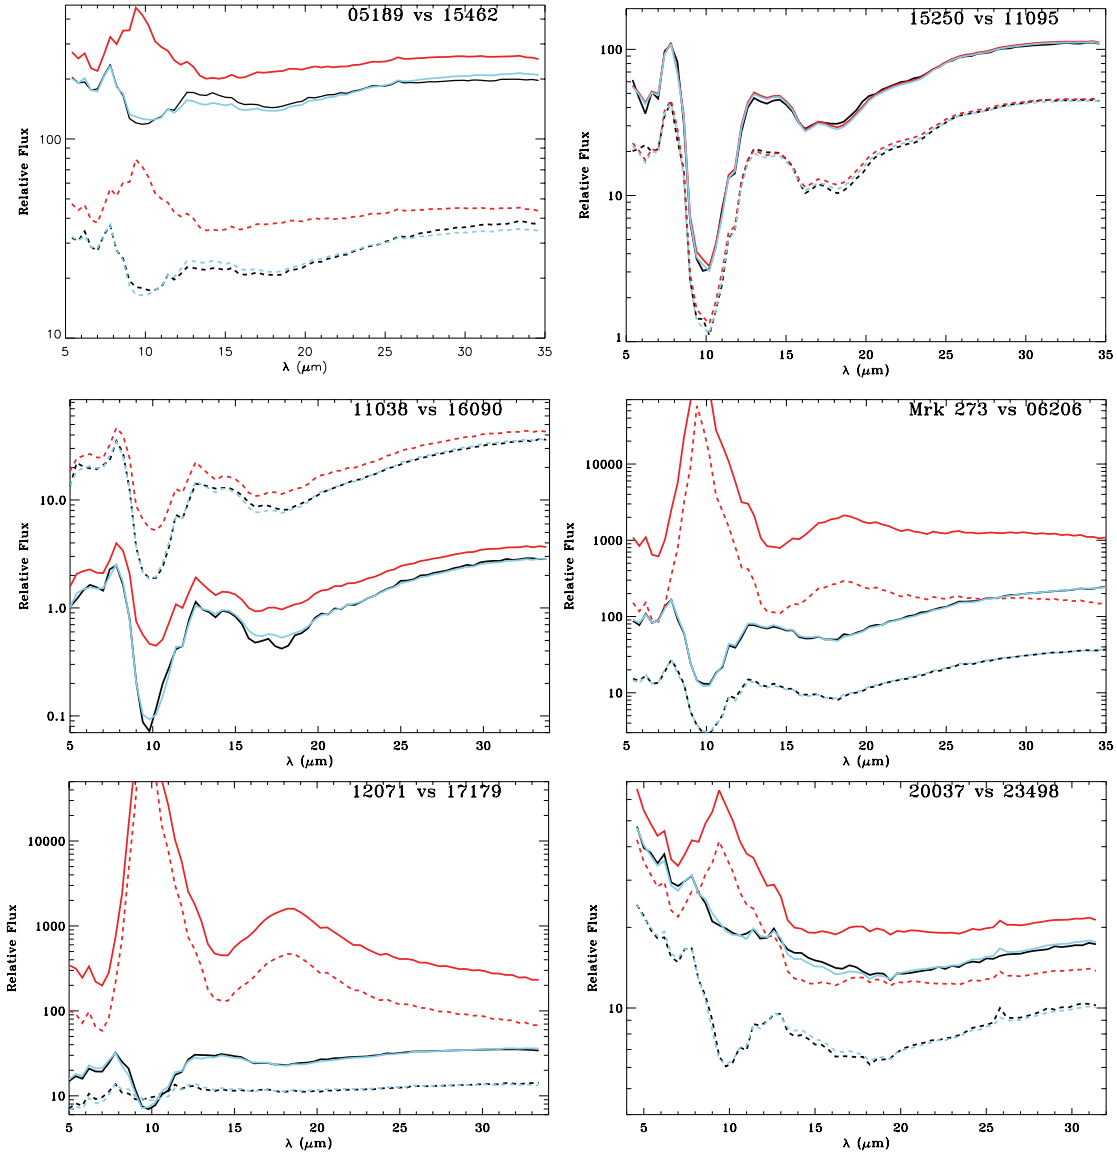 05189 vs 15462
100
10
Relative Flux
5 10 15 20 25 30 35
λ (μm)
15250 vs 11095
100
10
1
Relative Flux
5 10 15 20 25 30 35
λ (μm)
11038 vs 16090
10.0
1.0
0.1
Relative Flux
5 10 15 20 25 30
λ (μm)
Mrk 273 vs 06206
10000
1000
100
10
Relative Flux
5 10 15 20 25 30 35
λ (μm)
12071 vs 17179
10000
1000
100
10
Relative Flux
5 10 15 20 25 30
λ (μm)
20037 vs 23498
10
Relative Flux
5 10 15 20 25 30
λ (μm)